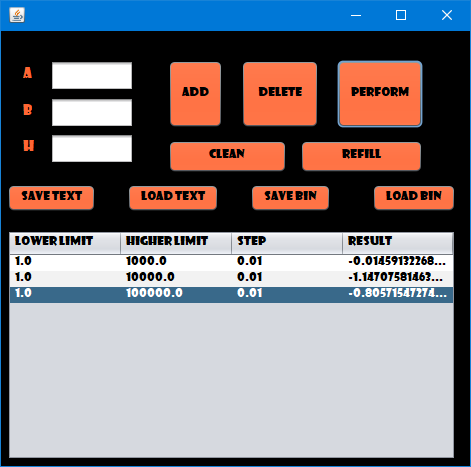 A
B
H
ADD DELETE PERFORM
CLEAN REFILL
SAVE TEXT LOAD TEXT SAVE BIN LOAD BIN
LOWER LIMIT HIGHER LIMIT STEP RESULT
1.0 1000.0 0.01 -0.01459132268...
1.0 10000.0 0.01 -1.14707581463...
1.0 100000.0 0.01 -0.80571547274...